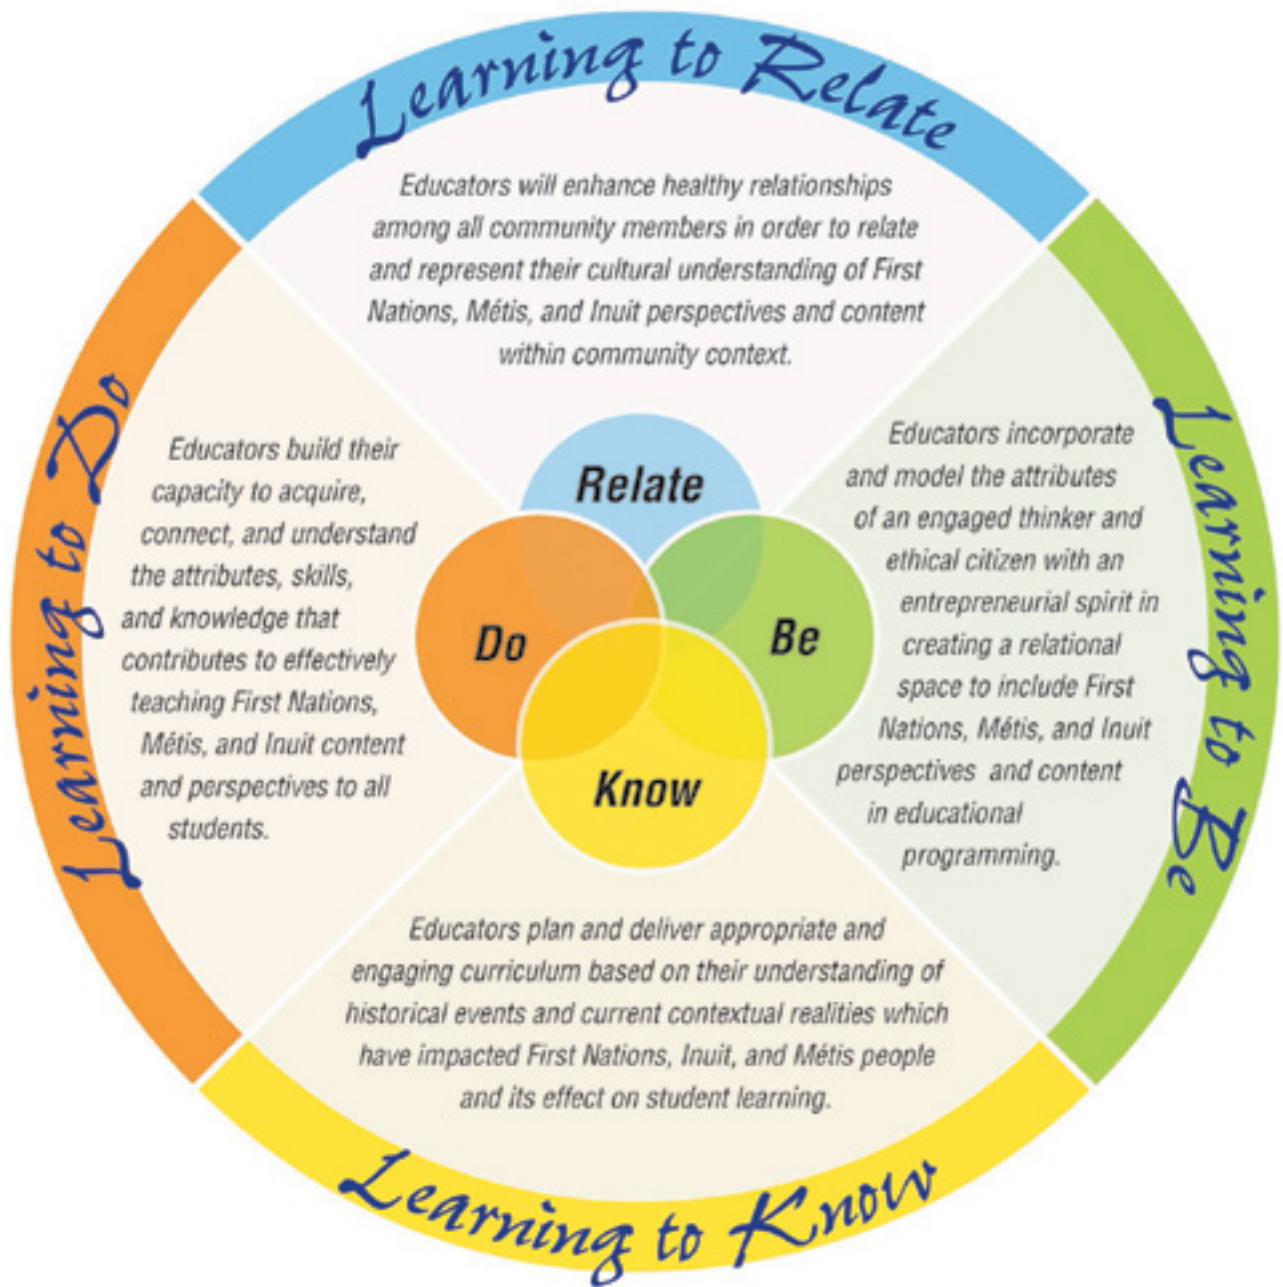 Learning to Relate
Educators will enhance healthy relationships
among all community members in order to relate
and represent their cultural understanding of First
Nations, Métis, and Inuit perspectives and content
within community context.
Learning to Do
Educators build their
capacity to acquire,
connect, and understand
the attributes, skills,
and knowledge that
contributes to effectively
teaching First Nations,
Métis, and Inuit content
and perspectives to all
students.
Relate
Do
Be
Know
Educators incorporate
and model the attributes
of an engaged thinker and
ethical citizen with an
entrepreneurial spirit in
creating a relational
space to include First
Nations, Métis, and Inuit
perspectives and content
in educational
programming.
Learning to Be
Educators plan and deliver appropriate and
engaging curriculum based on their understanding of
historical events and current contextual realities which
have impacted First Nations, Inuit, and Métis people
and its effect on student learning.
Learning to Know